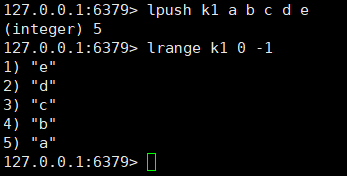 127.0.0.1:6379> lpush k1 a b c d e
(integer) 5
127.0.0.1:6379> lrange k1 0 -1
1) "e"
2) "d"
3) "c"
4) "b"
5) "a"
127.0.0.1:6379>